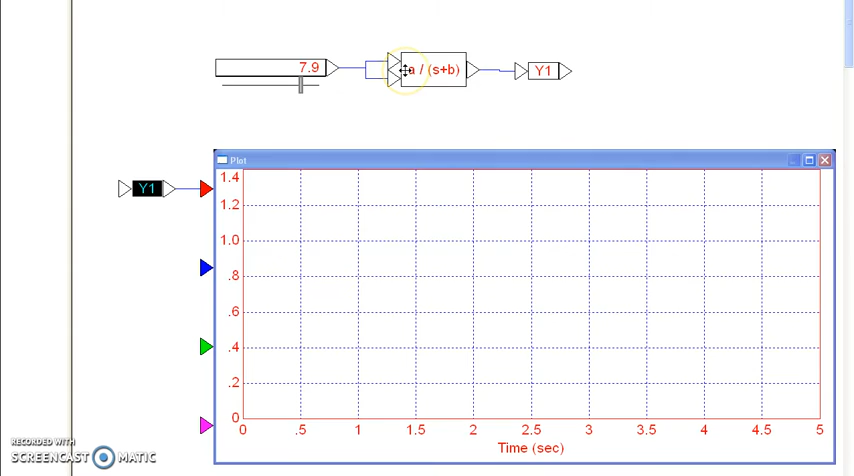 7.9
a / (s+b)
Y1
Plot
Y1
1.4
1.2
1.0
.8
.6
.4
.2
0
0 .5 1 1.5 2 2.5 3 3.5 4 4.5 5
Time (sec)
RECORDED WITH
SCREENCAST MATIC